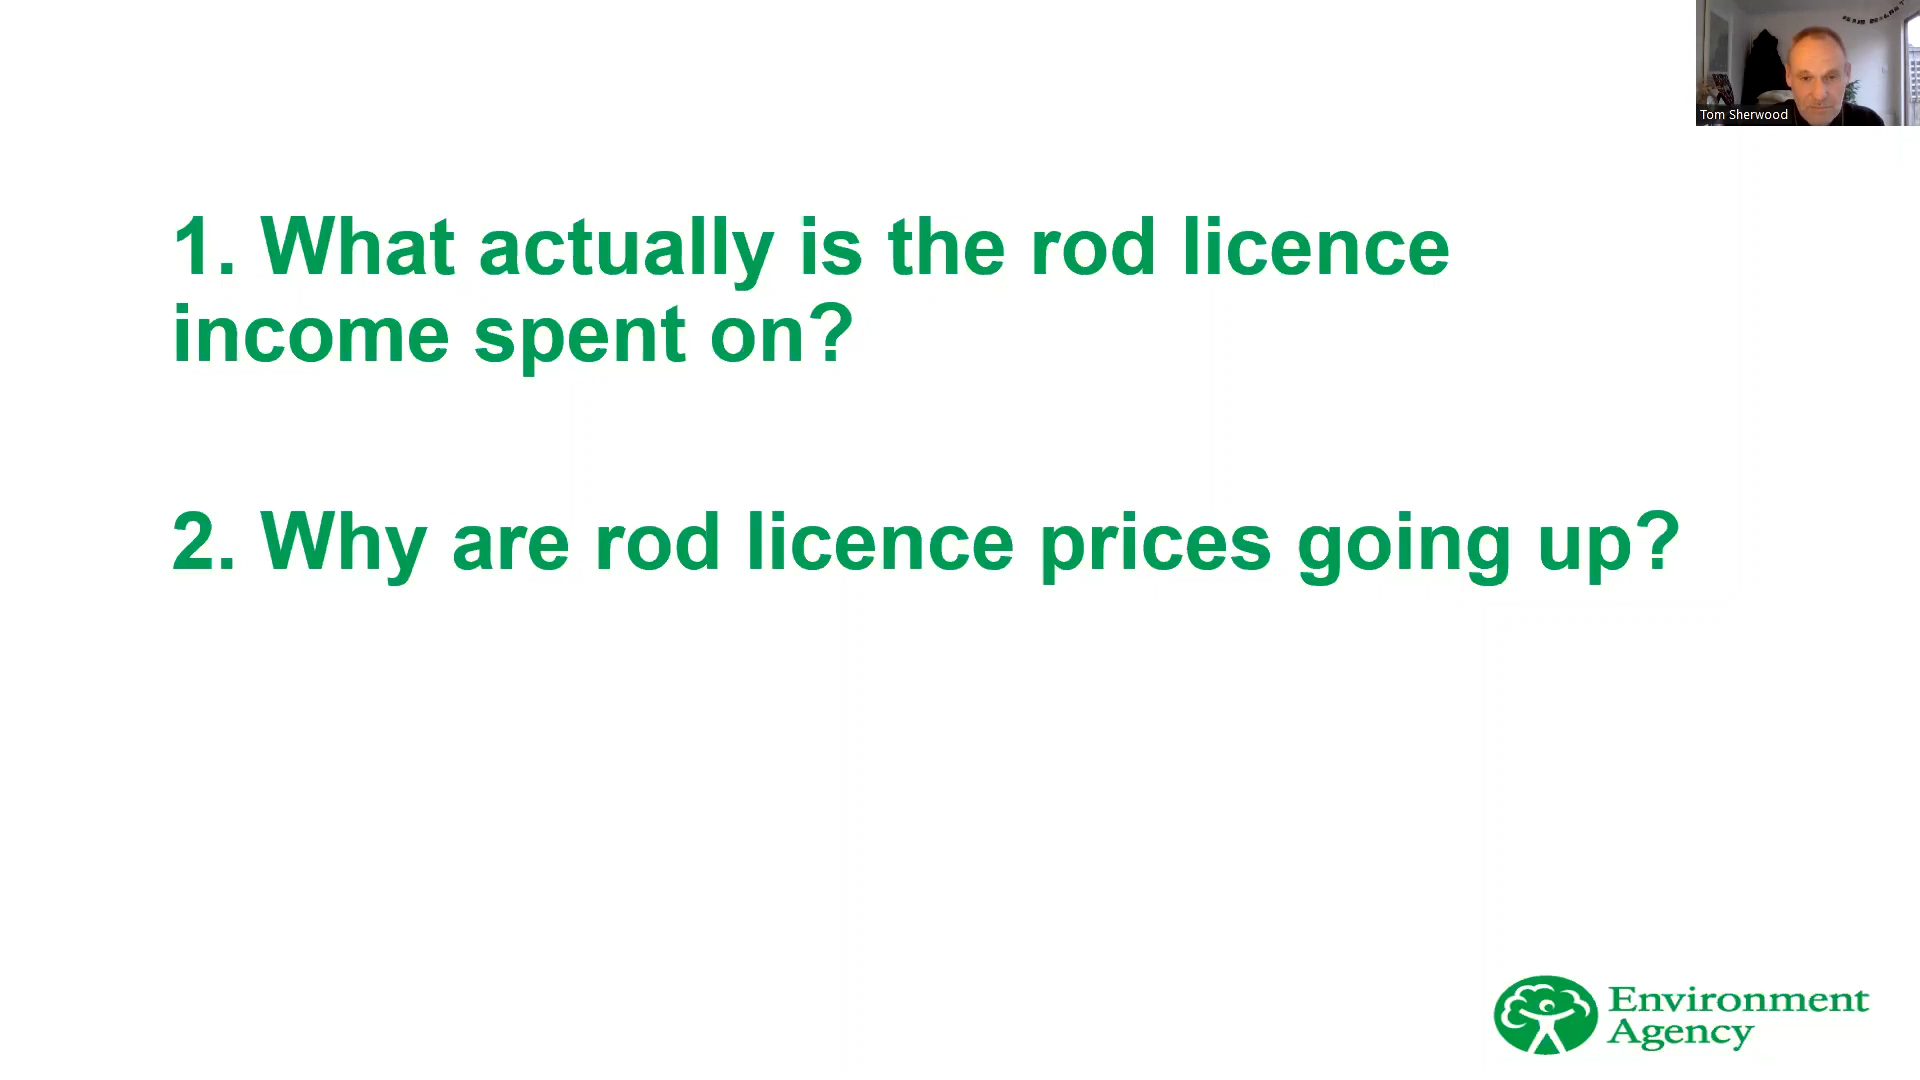 Tom Sherwood
1. What actually is the rod licence
income spent on?
2. Why are rod licence prices going up?
Environment
Agency